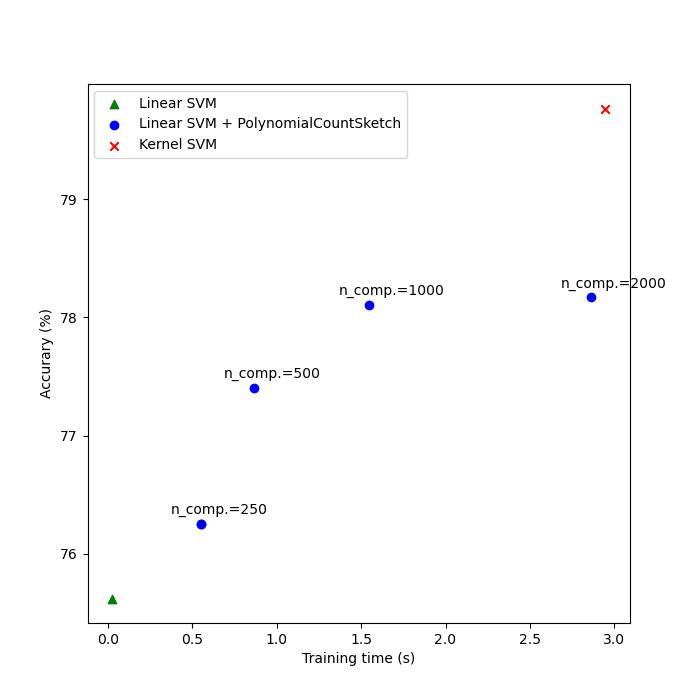 Linear SVM
Linear SVM + PolynomialCountSketch
Kernel SVM
79
78
77
76
Accurary (%)
n_comp.=2000
n_comp.=1000
n_comp.=500
n_comp.=250
0.0 0.5 1.0 1.5 2.0 2.5 3.0
Training time (s)